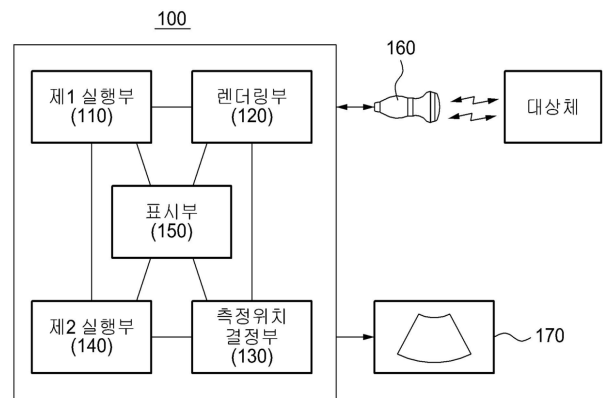 100
160
제1 실행부
(110)
렌더링부
(120)
대상체
표시부
(150)
제2 실행부
(140)
측정위치
결정부
(130)
170